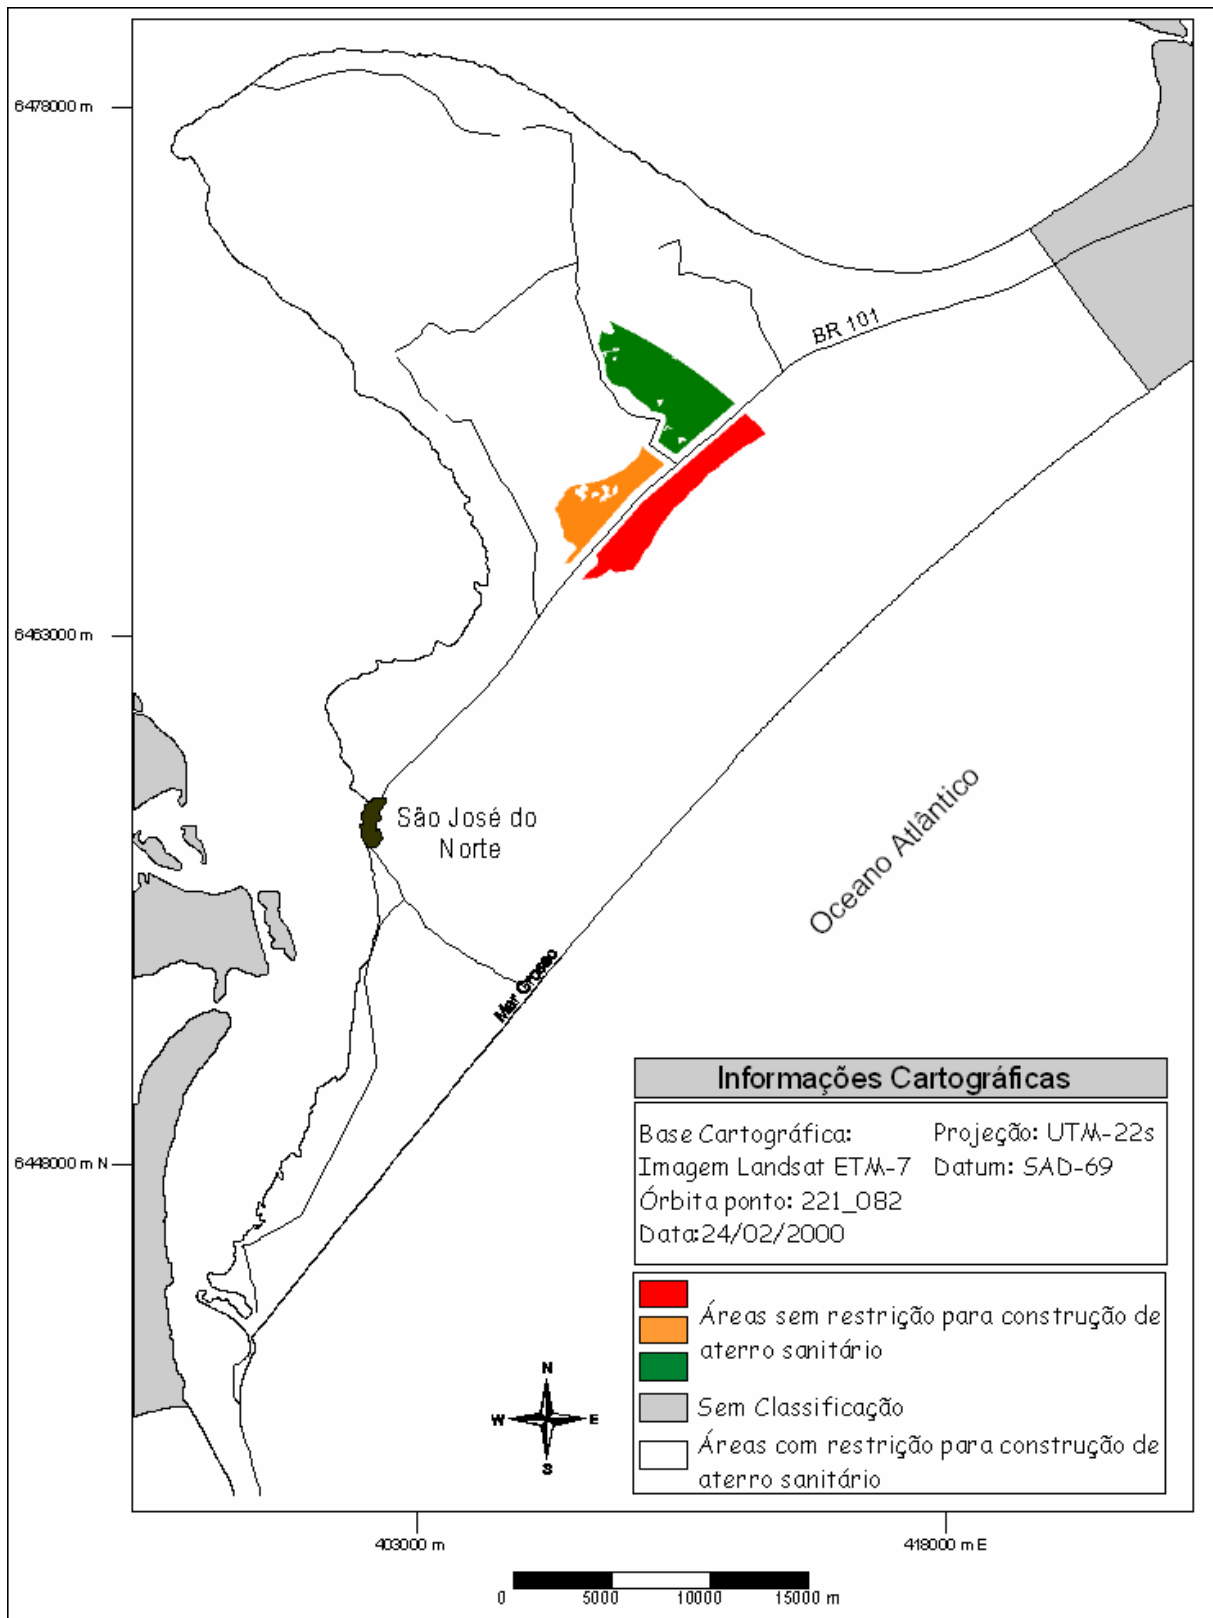 6478000 m
BR 101
6463000 m
São José do
Norte
Oceano Atlântico
Mar Grosso
6448000 m N
Informações Cartográficas
Base Cartográfica:
Imagem Landsat ETM-7
Órbita ponto: 221_082
Data:24/02/2000
Projeção: UTM-22s
Datum: SAD-69
Áreas sem restrição para construção de
aterro sanitário
Sem Classificação
Áreas com restrição para construção de
aterro sanitário
N
W E
S
403000 m
418000 m E
0 5000 10000 15000 m